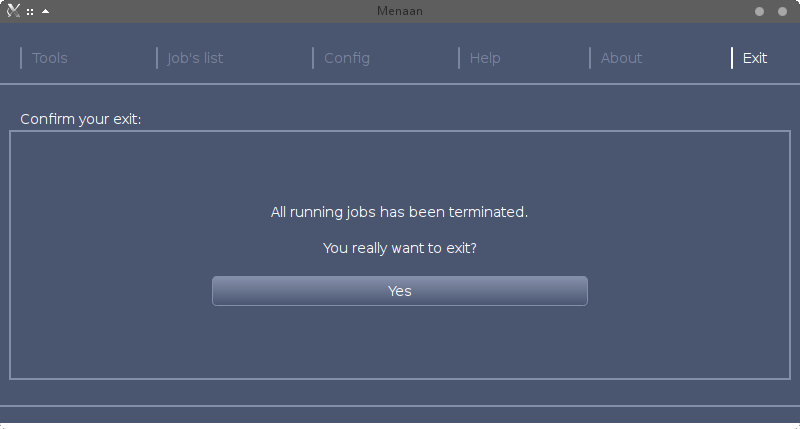 Menaan
Tools Job's list Config Help About Exit
Confirm your exit:
All running jobs has been terminated.
You really want to exit?
Yes